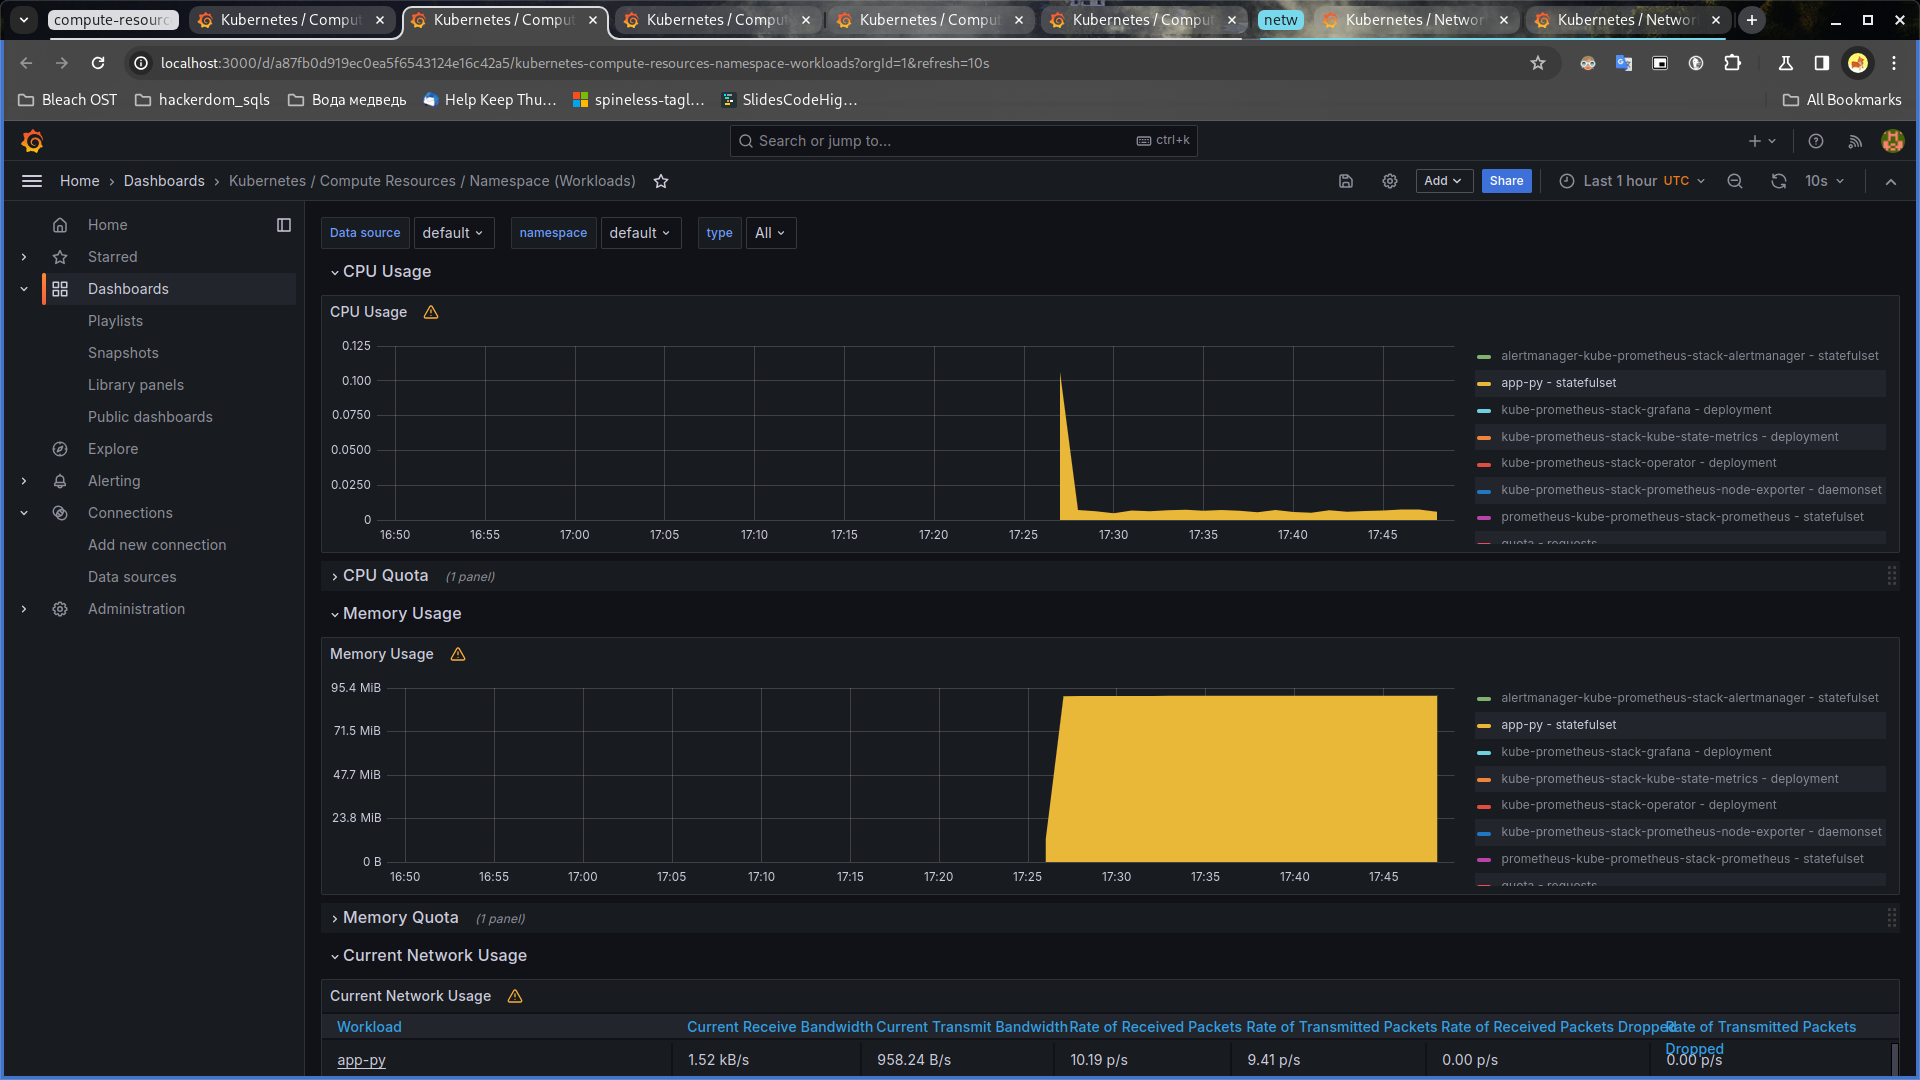 compute-resourc
Kubernetes / Comput
Kubernetes / Comput
Kubernetes / Comput
Kubernetes / Comput
Kubernetes / Comput
netw
Kubernetes / Networ
Kubernetes / Networ
localhost:3000/d/a87fb0d919ec0ea5f6543124e16c42a5/kubernetes-compute-resources-namespace-workloads?orgId=1&refresh=10s
Bleach OST
hackerdom_sqls
Вода медведь
Help Keep Thu...
spineless-tagl...
SlidesCodeHig...
All Bookmarks
Search or jump to...
ctrl+k
Home › Dashboards › Kubernetes / Compute Resources / Namespace (Workloads)
Add
Share
Last 1 hour UTC
10s
Home
Starred
Dashboards
Playlists
Snapshots
Library panels
Public dashboards
Explore
Alerting
Connections
Add new connection
Data sources
Administration
Data source default
namespace default
type All
CPU Usage
CPU Usage
0.125
0.100
0.0750
0.0500
0.0250
0
16:50 16:55 17:00 17:05 17:10 17:15 17:20 17:25 17:30 17:35 17:40 17:45
alertmanager-kube-prometheus-stack-alertmanager - statefulset
app-py - statefulset
kube-prometheus-stack-grafana - deployment
kube-prometheus-stack-kube-state-metrics - deployment
kube-prometheus-stack-operator - deployment
kube-prometheus-stack-prometheus-node-exporter - daemonset
prometheus-kube-prometheus-stack-prometheus - statefulset
quota - requests
CPU Quota (1 panel)
Memory Usage
Memory Usage
95.4 MiB
71.5 MiB
47.7 MiB
23.8 MiB
0 B
16:50 16:55 17:00 17:05 17:10 17:15 17:20 17:25 17:30 17:35 17:40 17:45
alertmanager-kube-prometheus-stack-alertmanager - statefulset
app-py - statefulset
kube-prometheus-stack-grafana - deployment
kube-prometheus-stack-kube-state-metrics - deployment
kube-prometheus-stack-operator - deployment
kube-prometheus-stack-prometheus-node-exporter - daemonset
prometheus-kube-prometheus-stack-prometheus - statefulset
quota - requests
Memory Quota (1 panel)
Current Network Usage
Current Network Usage
Workload Current Receive Bandwidth Current Transmit Bandwidth Rate of Received Packets Rate of Transmitted Packets Rate of Received Packets Dropped Rate of Transmitted Packets Dropped
app-py 1.52 kB/s 958.24 B/s 10.19 p/s 9.41 p/s 0.00 p/s 0.00 p/s